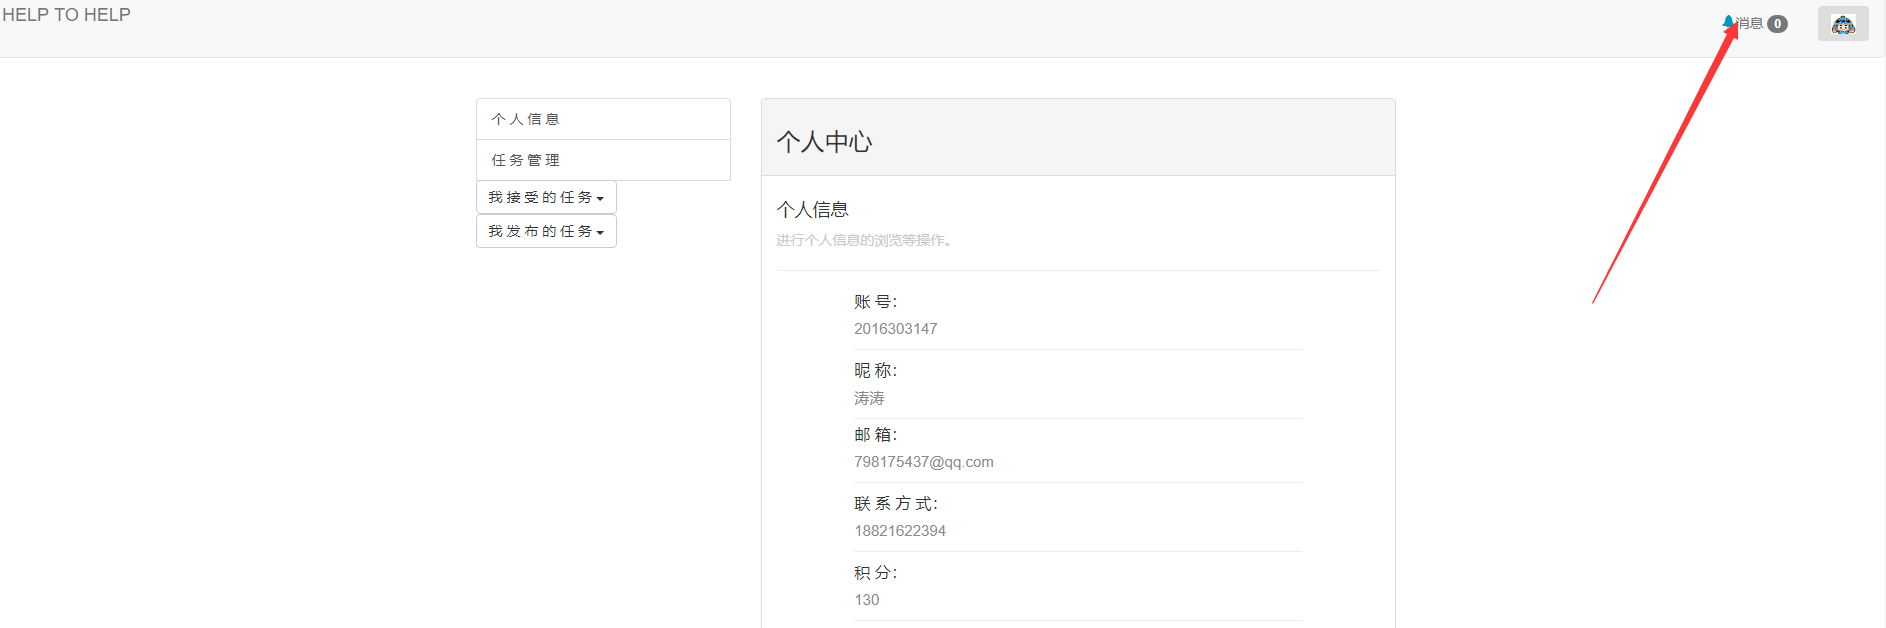 HELP TO HELP
消息 0
个人信息
任务管理
我接受的任务
我发布的任务
个人中心
个人信息
进行个人信息的浏览等操作。
账号：
2016303147
昵称：
涛涛
邮箱：
798175437@qq.com
联系方式：
18821622394
积分：
130